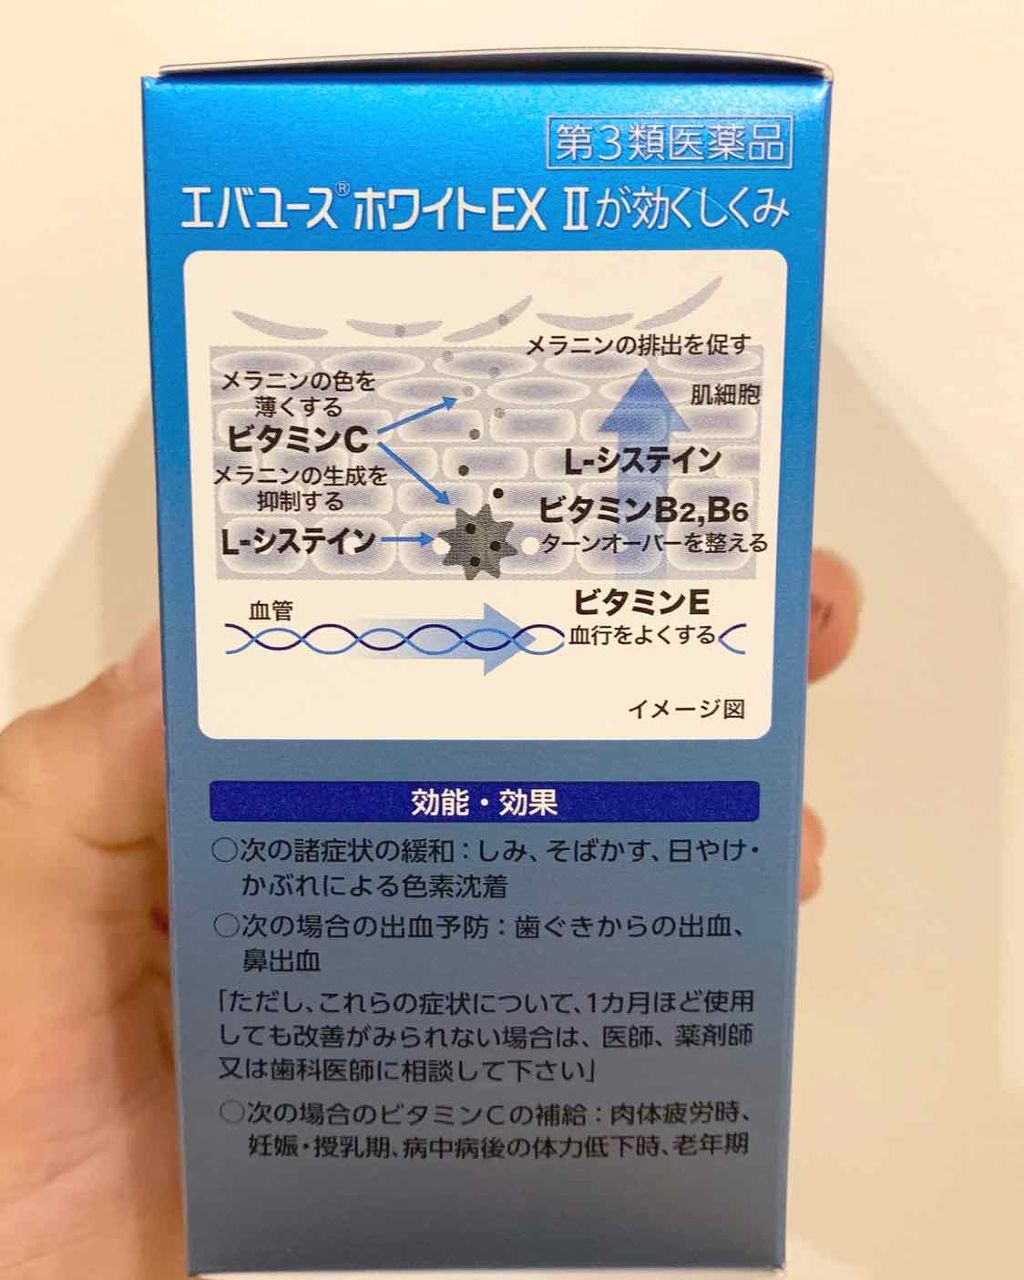 第3類医薬品
エバユース®ホワイトEX Ⅱが効くしくみ
メラニンの排出を促す
肌細胞
メラニンの色を
薄くする
ビタミンC
メラニンの生成を
抑制する
L-システイン
L-システイン
ビタミンB2,B6
ターンオーバーを整える
血管
ビタミンE
血行をよくする
イメージ図
効能・効果
○次の諸症状の緩和：しみ、そばかす、日やけ・
かぶれによる色素沈着
○次の場合の出血予防：歯ぐきからの出血、
鼻出血
「ただし、これらの症状について、1カ月ほど使用
しても改善がみられない場合は、医師、薬剤師
又は歯科医師に相談して下さい」
○次の場合のビタミンCの補給：肉体疲労時、
妊娠・授乳期、病中病後の体力低下時、老年期